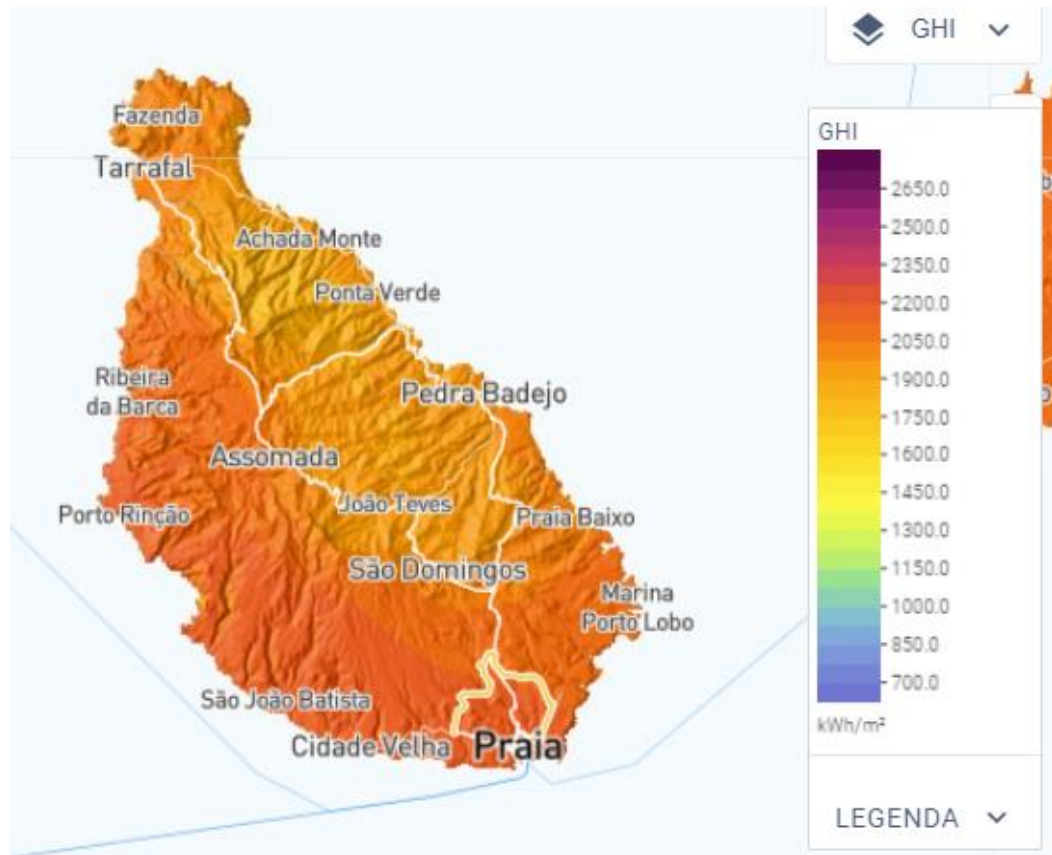 GHI
Fazenda
Tarrafal
Achada Monte
Ponta Verde
Ribeira
da Barca
Pedra Badejo
Assomada
João Teves
Porto Rinção
Praia Baixo
São Domingos
Marina
Porto Lobo
São João Batista
Cidade Velha
Praia
GHI
2650.0
2500.0
2350.0
2200.0
2050.0
1900.0
1750.0
1600.0
1450.0
1300.0
1150.0
1000.0
850.0
700.0
kWh/m²
LEGENDA